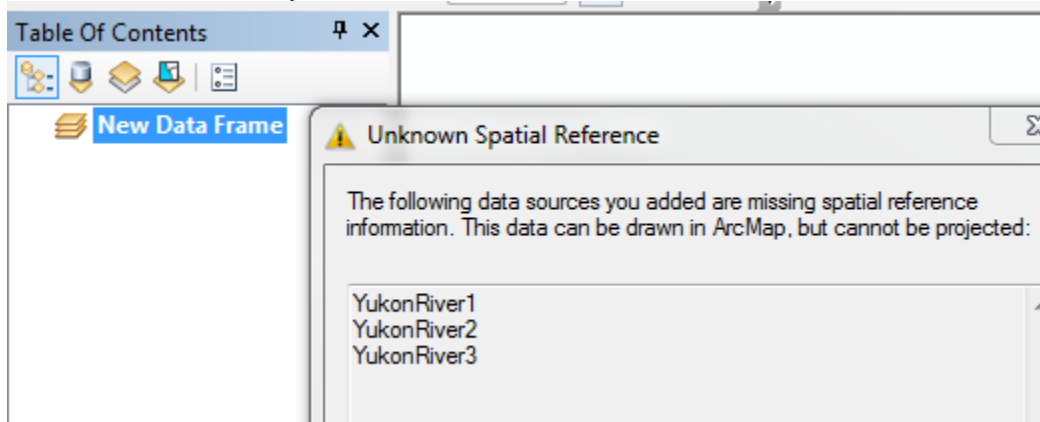 Table Of Contents
New Data Frame
Unknown Spatial Reference
The following data sources you added are missing spatial reference
information. This data can be drawn in ArcMap, but cannot be projected:
YukonRiver1
YukonRiver2
YukonRiver3